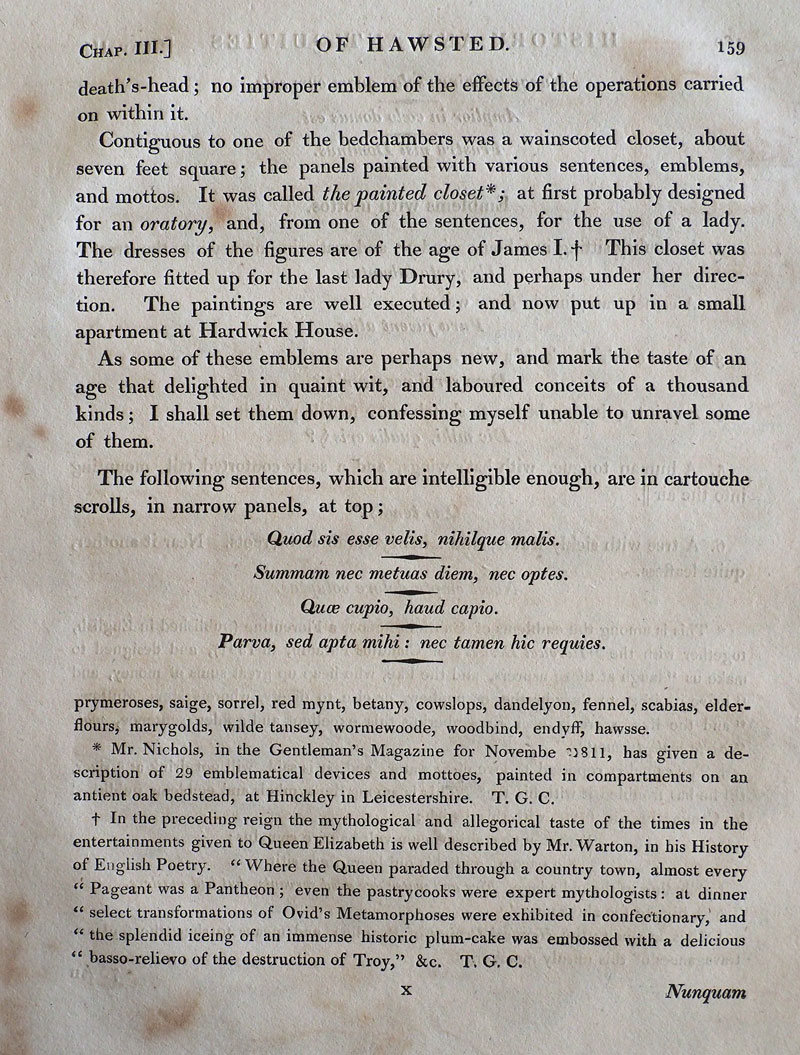 CHAP. III.] OF HAWSTED. 159
death's-head; no improper emblem of the effects of the operations carried
on within it.
Contiguous to one of the bedchambers was a wainscoted closet, about
seven feet square; the panels painted with various sentences, emblems,
and mottos. It was called the painted closet*; at first probably designed
for an oratory, and, from one of the sentences, for the use of a lady.
The dresses of the figures are of the age of James I.† This closet was
therefore fitted up for the last lady Drury, and perhaps under her direc-
tion. The paintings are well executed; and now put up in a small
apartment at Hardwick House.
As some of these emblems are perhaps new, and mark the taste of an
age that delighted in quaint wit, and laboured conceits of a thousand
kinds; I shall set them down, confessing myself unable to unravel some
of them.
The following sentences, which are intelligible enough, are in cartouche
scrolls, in narrow panels, at top;
Quod sis esse velis, nihilque malis.
Summam nec metuas diem, nec optes.
Quæ cupio, haud capio.
Parva, sed apta mihi: nec tamen hic requies.
prymeroses, saige, sorrel, red mynt, betany, cowslops, dandelyon, fennel, scabias, elder-
flours, marygolds, wilde tansey, wormewoode, woodbind, endyff, hawsse.
* Mr. Nichols, in the Gentleman's Magazine for Novembe 1811, has given a de-
scription of 29 emblematical devices and mottoes, painted in compartments on an
antient oak bedstead, at Hinckley in Leicestershire. T. G. C.
† In the preceding reign the mythological and allegorical taste of the times in the
entertainments given to Queen Elizabeth is well described by Mr. Warton, in his History
of English Poetry. "Where the Queen paraded through a country town, almost every
" Pageant was a Pantheon; even the pastrycooks were expert mythologists: at dinner
" select transformations of Ovid's Metamorphoses were exhibited in confectionary, and
" the splendid iceing of an immense historic plum-cake was embossed with a delicious
" basso-relievo of the destruction of Troy," &c. T. G. C.
X Nunquam